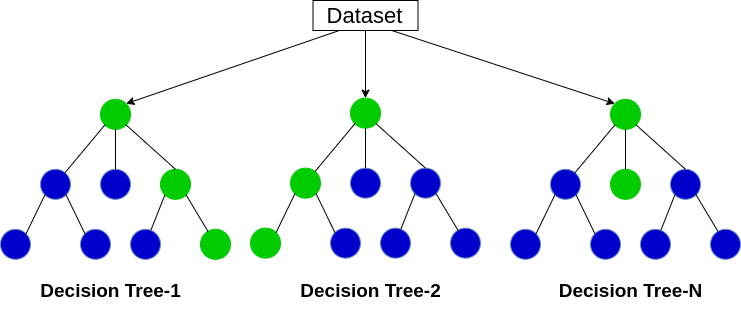 Dataset
Decision Tree-1
Decision Tree-2
Decision Tree-N